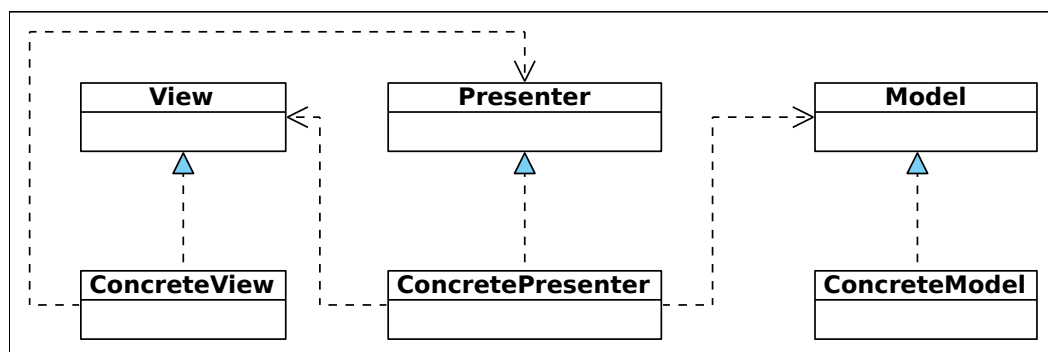 View
Presenter
Model
ConcreteView
ConcretePresenter
ConcreteModel